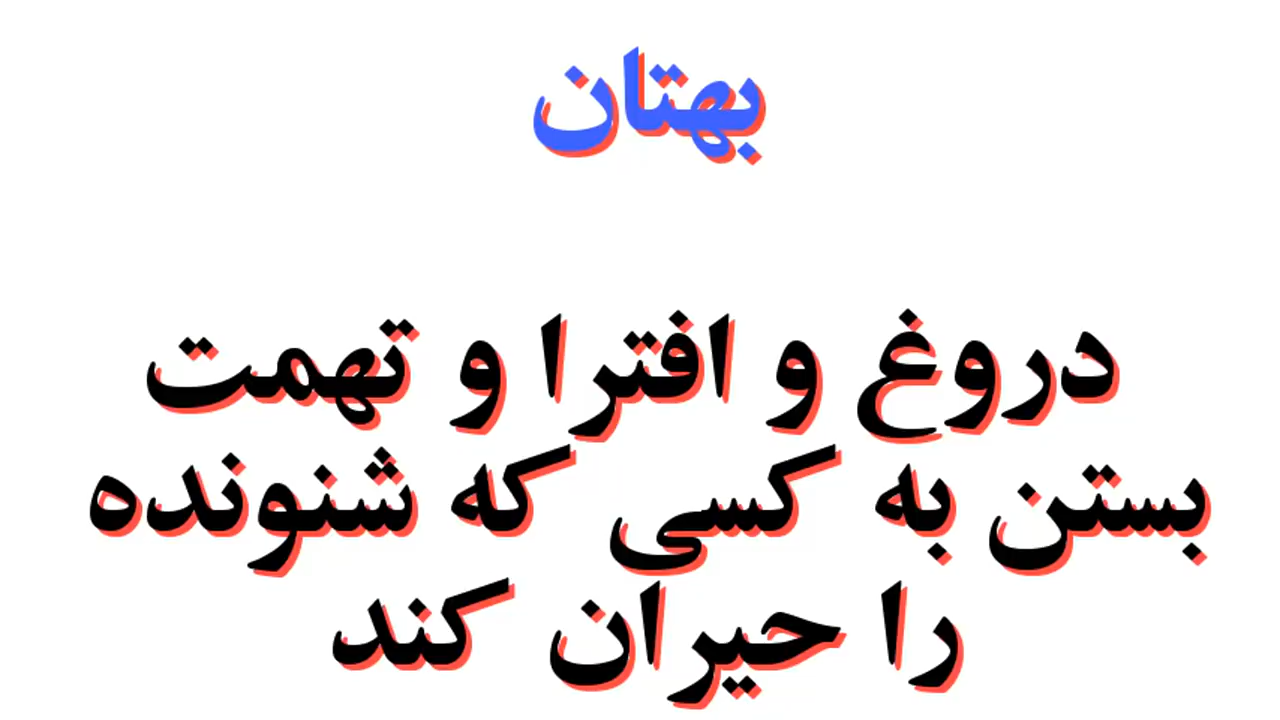 بهتان
دروغ و افترا و تهمت
بستن به کسی که شنونده
را حیران کند